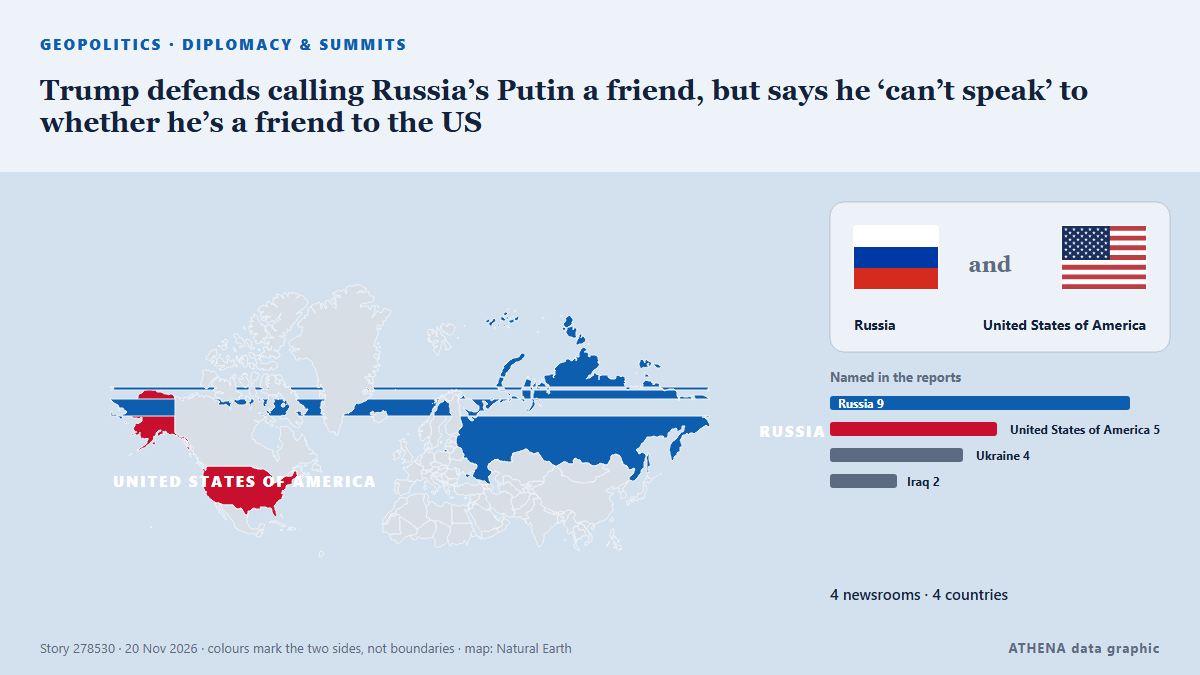 GEOPOLITICS · DIPLOMACY & SUMMITS
Trump defends calling Russia’s Putin a friend, but says he ‘can’t speak’ to
whether he’s a friend to the US
and
Russia
United States of America
Named in the reports
Russia 9
RUSSIA
United States of America 5
Ukraine 4
UNITED STATES OF AMERICA
Iraq 2
4 newsrooms · 4 countries
Story 278530 · 20 Nov 2026 · colours mark the two sides, not boundaries · map: Natural Earth
ATHENA data graphic